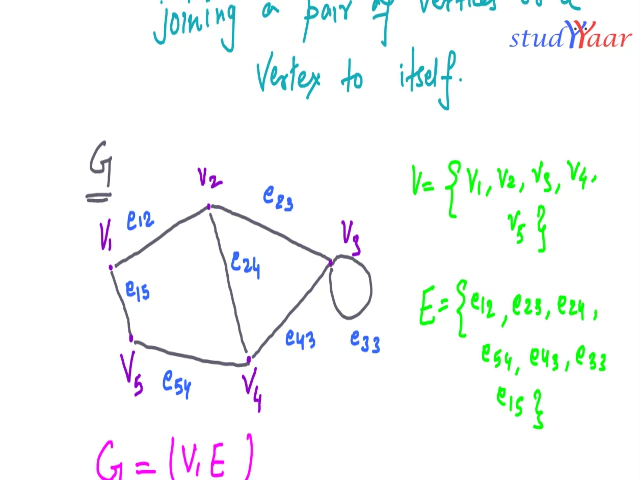 joining a pair of vertices or a
studYYaar
Vertex to itself.
G
V2
e23
V = { V1, V2, V3, V4,
V5 }
e12
V1
V3
e24
e15
E = { e12, e23, e24,
e54, e43, e33
e15 }
e43
e33
V5
e54
V4
G = (V, E)